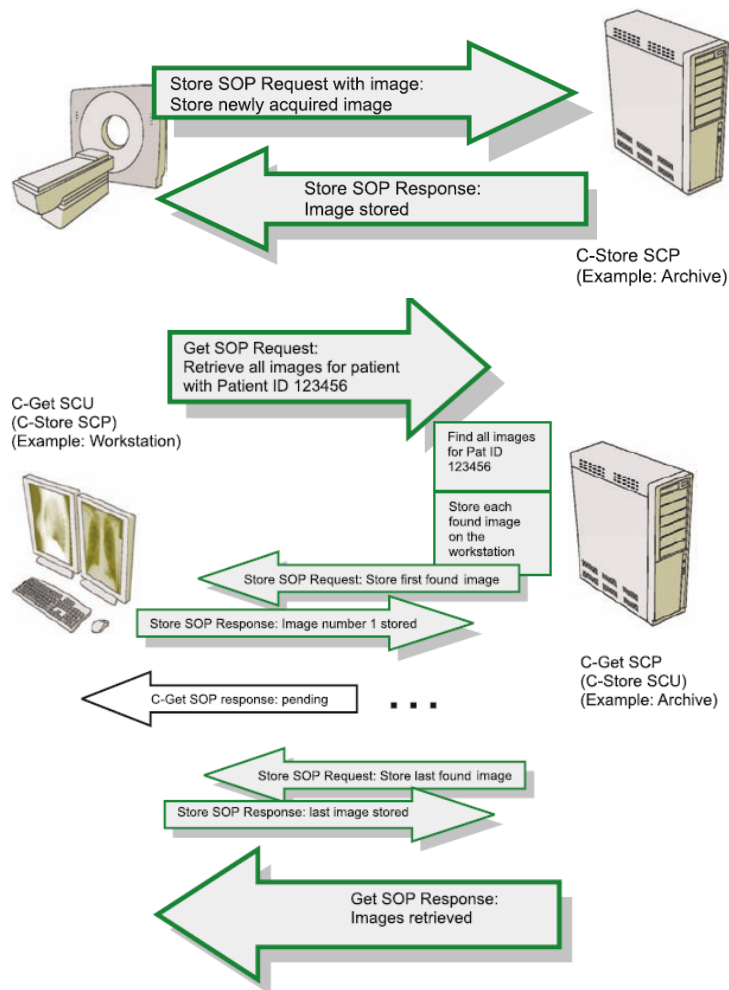 Store SOP Request with image:
Store newly acquired image
Store SOP Response:
Image stored
C-Store SCP
(Example: Archive)
Get SOP Request:
Retrieve all images for patient
with Patient ID 123456
C-Get SCU
(C-Store SCP)
(Example: Workstation)
Find all images
for Pat ID
123456
Store each
found image
on the
workstation
Store SOP Request: Store first found image
Store SOP Response: Image number 1 stored
C-Get SCP
(C-Store SCU)
(Example: Archive)
C-Get SOP response: pending
...
Store SOP Request: Store last found image
Store SOP Response: last image stored
Get SOP Response:
Images retrieved